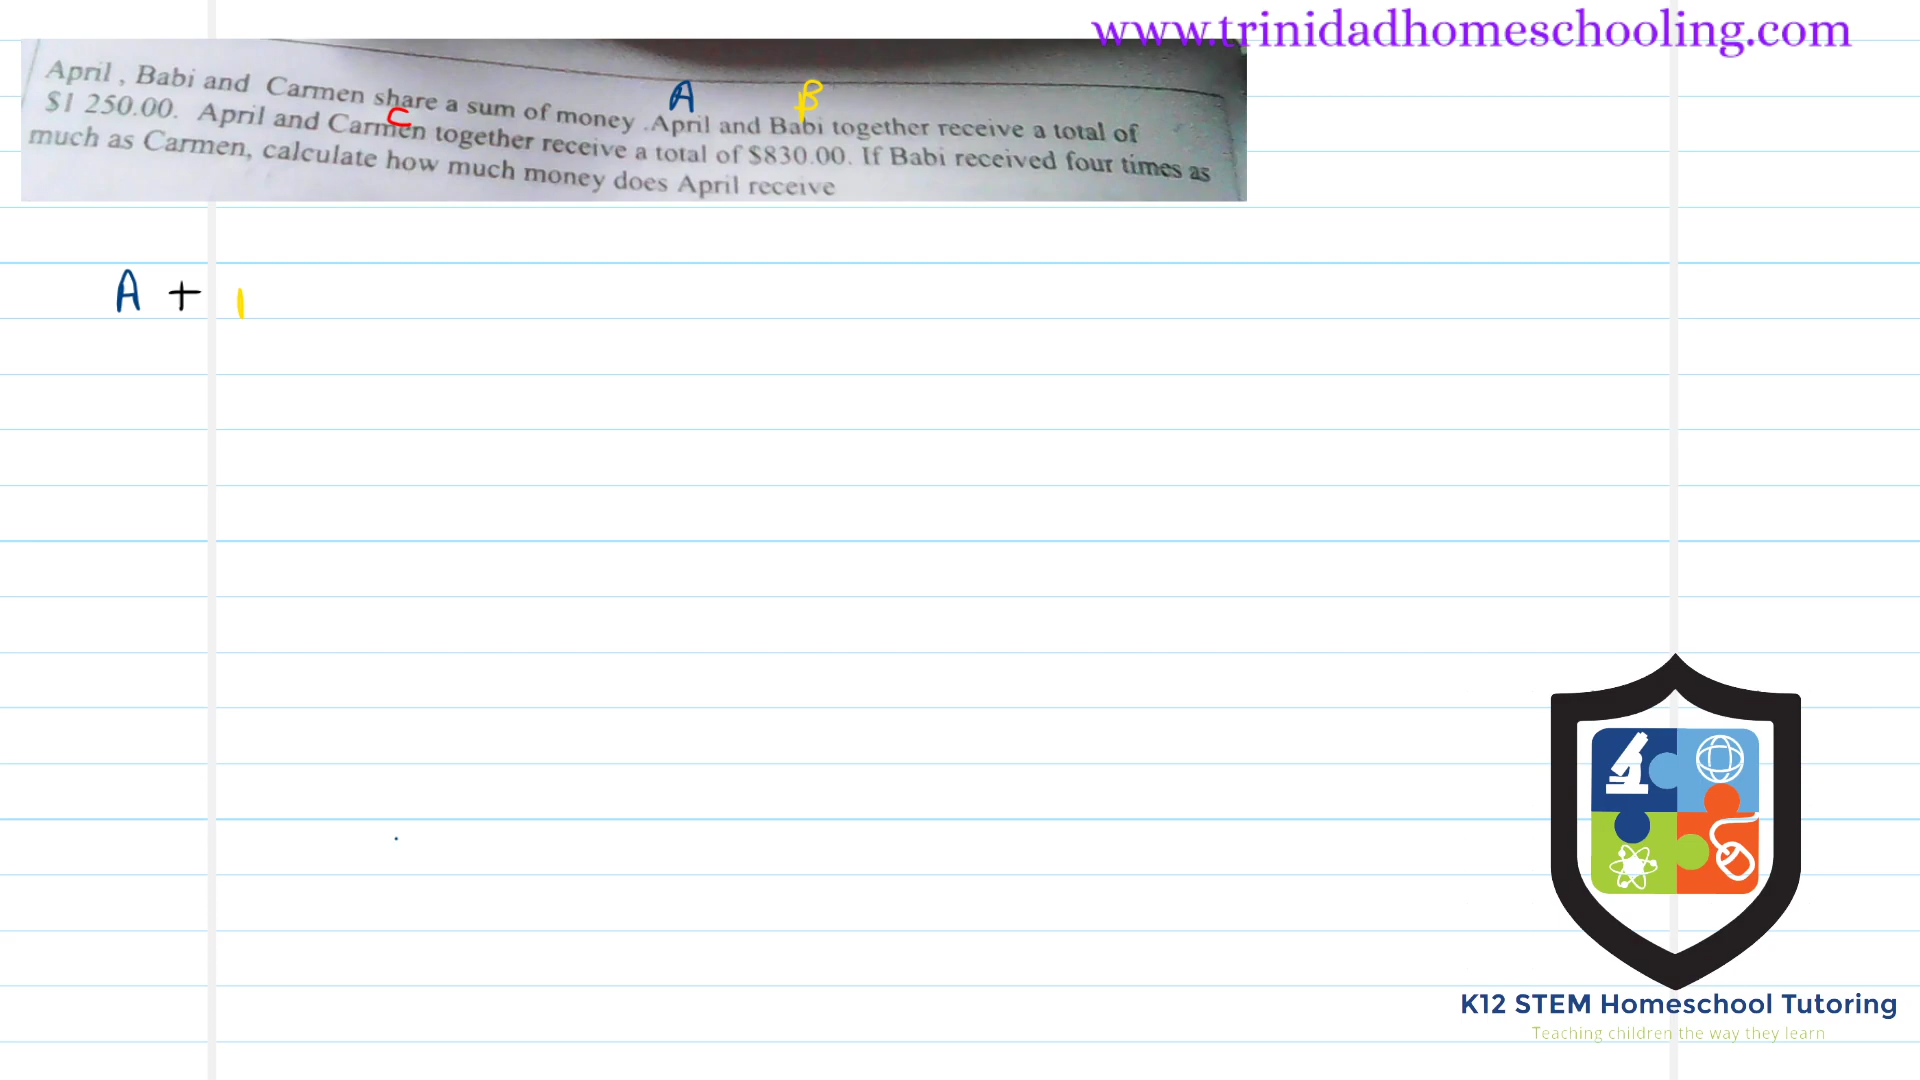 www.trinidadhomeschooling.com
April , Babi and Carmen share a sum of money .April and Babi together receive a total of
$1 250.00. April and Carmen together receive a total of $830.00. If Babi received four times as
much as Carmen, calculate how much money does April receive
A B
C
A +
K12 STEM Homeschool Tutoring
Teaching children the way they learn